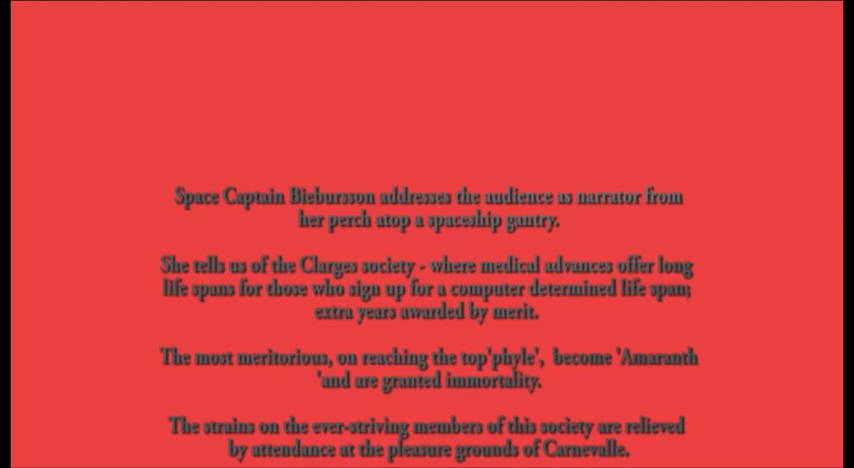 Space Captain Biebursson addresses the audience as narrator from
her perch atop a spaceship gantry.
She tells us of the Clarges society - where medical advances offer long
life spans for those who sign up for a computer determined life span;
extra years awarded by merit.
The most meritorious, on reaching the top'phyle', become 'Amaranth
'and are granted immortality.
The strains on the ever-striving members of this society are relieved
by attendance at the pleasure grounds of Carnevalle.